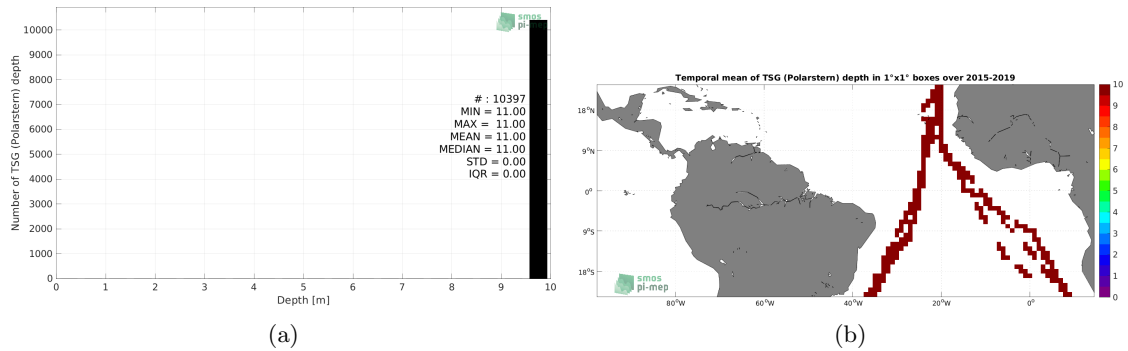 smos
pi-mep
10000
9000
8000
7000
6000
5000
4000
3000
2000
1000
0
Number of TSG (Polarstern) depth
# : 10397
MIN = 11.00
MAX = 11.00
MEAN = 11.00
MEDIAN = 11.00
STD = 0.00
IQR = 0.00
0 1 2 3 4 5 6 7 8 9 10
Depth [m]
(a)
Temporal mean of TSG (Polarstern) depth in 1°x1° boxes over 2015-2019
18°N
9°N
0°
9°S
18°S
80°W 60°W 40°W 20°W 0°
smos
pi-mep
10
9
8
7
6
5
4
3
2
1
0
(b)